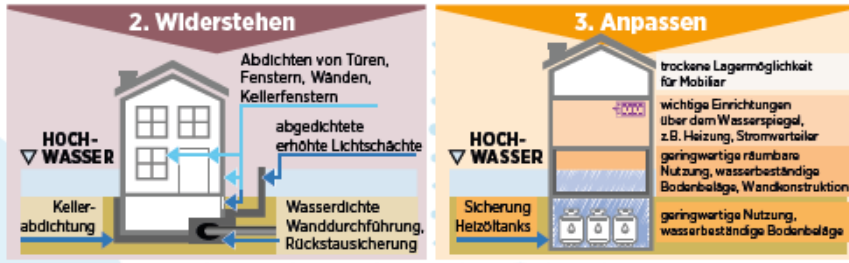 2. Widerstehen
Abdichten von Türen,
Fenstern, Wänden,
Kellerfenstern
abgedichtete
erhöhte Lichtschächte
HOCH-
WASSER
Keller-
abdichtung
Wasserdichte
Wanddurchführung,
Rückstausicherung
3. Anpassen
trockene Lagermöglichkeit
für Mobiliar
wichtige Einrichtungen
über dem Wasserspiegel,
z.B. Heizung, Stromverteiler
HOCH-
WASSER
geringwertige räumbare
Nutzung, wasserbeständige
Bodenbeläge, Wandkonstruktion
Sicherung
Heizöltanks
geringwertige Nutzung,
wasserbeständige Bodenbeläge